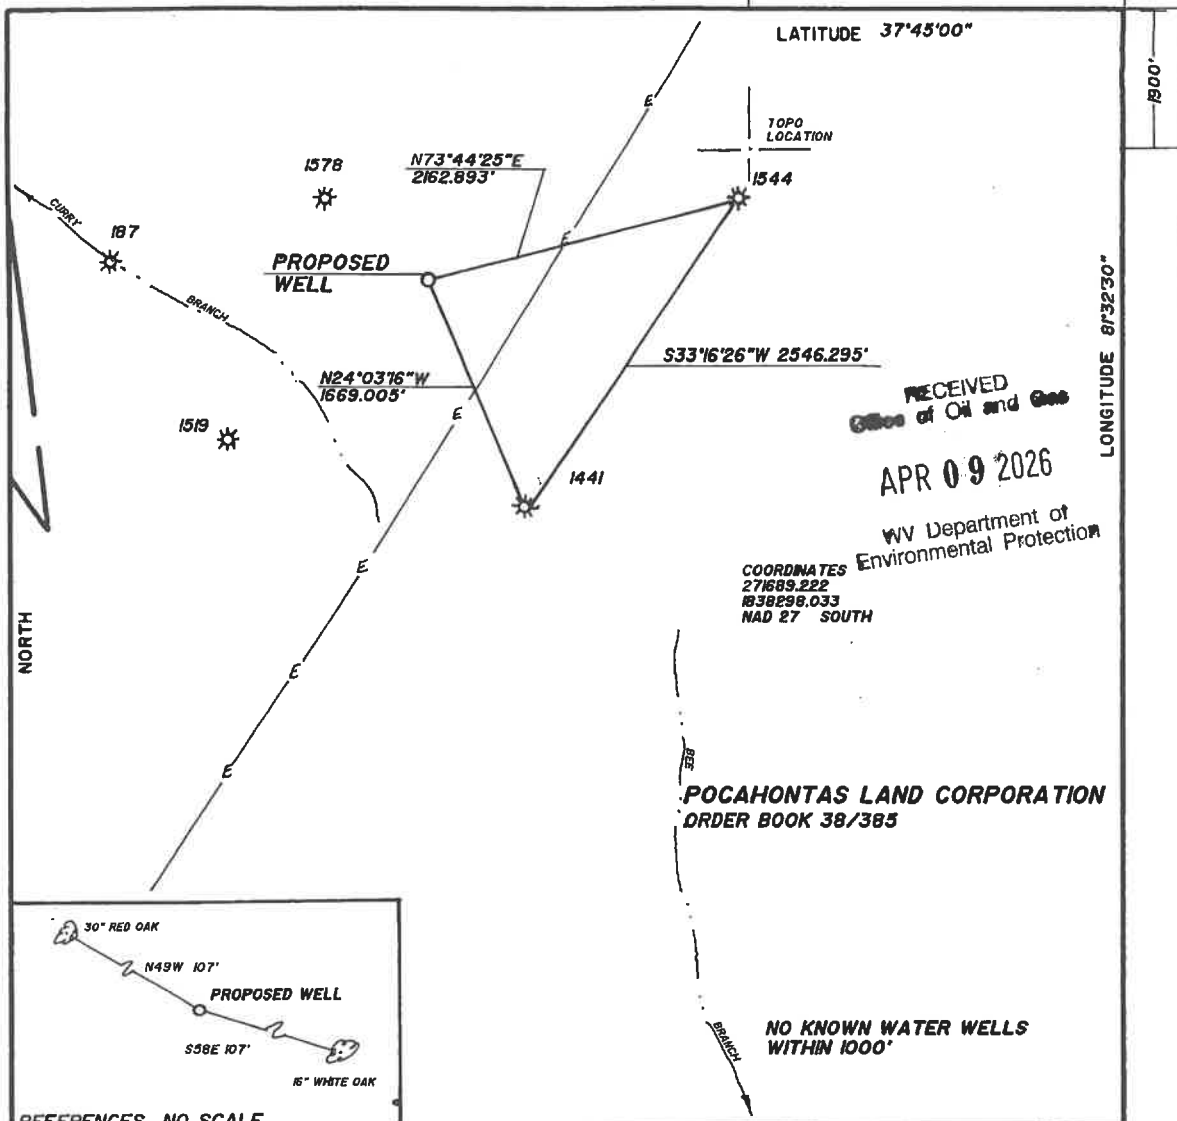 LATITUDE 37°45'00"
1900'
TOPO
LOCATION
1578
N73°44'25"E
2162.893'
1544
CURRY
187
PROPOSED
WELL
BRANCH
LONGITUDE 81°32'30"
E
E
S33°16'26"W 2546.295'
N24°03'16"W
1669.005'
RECEIVED
Office of Oil and Gas
E
1519
APR 09 2026
1441
WV Department of
Environmental Protection
E
COORDINATES
271689.222
1838298.033
NAD 27 SOUTH
NORTH
E
BEE
E
POCAHONTAS LAND CORPORATION
ORDER BOOK 38/385
30" RED OAK
N49W 107'
PROPOSED WELL
S58E 107'
16" WHITE OAK
BRANCH
NO KNOWN WATER WELLS
WITHIN 1000'
REFERENCES NO SCALE